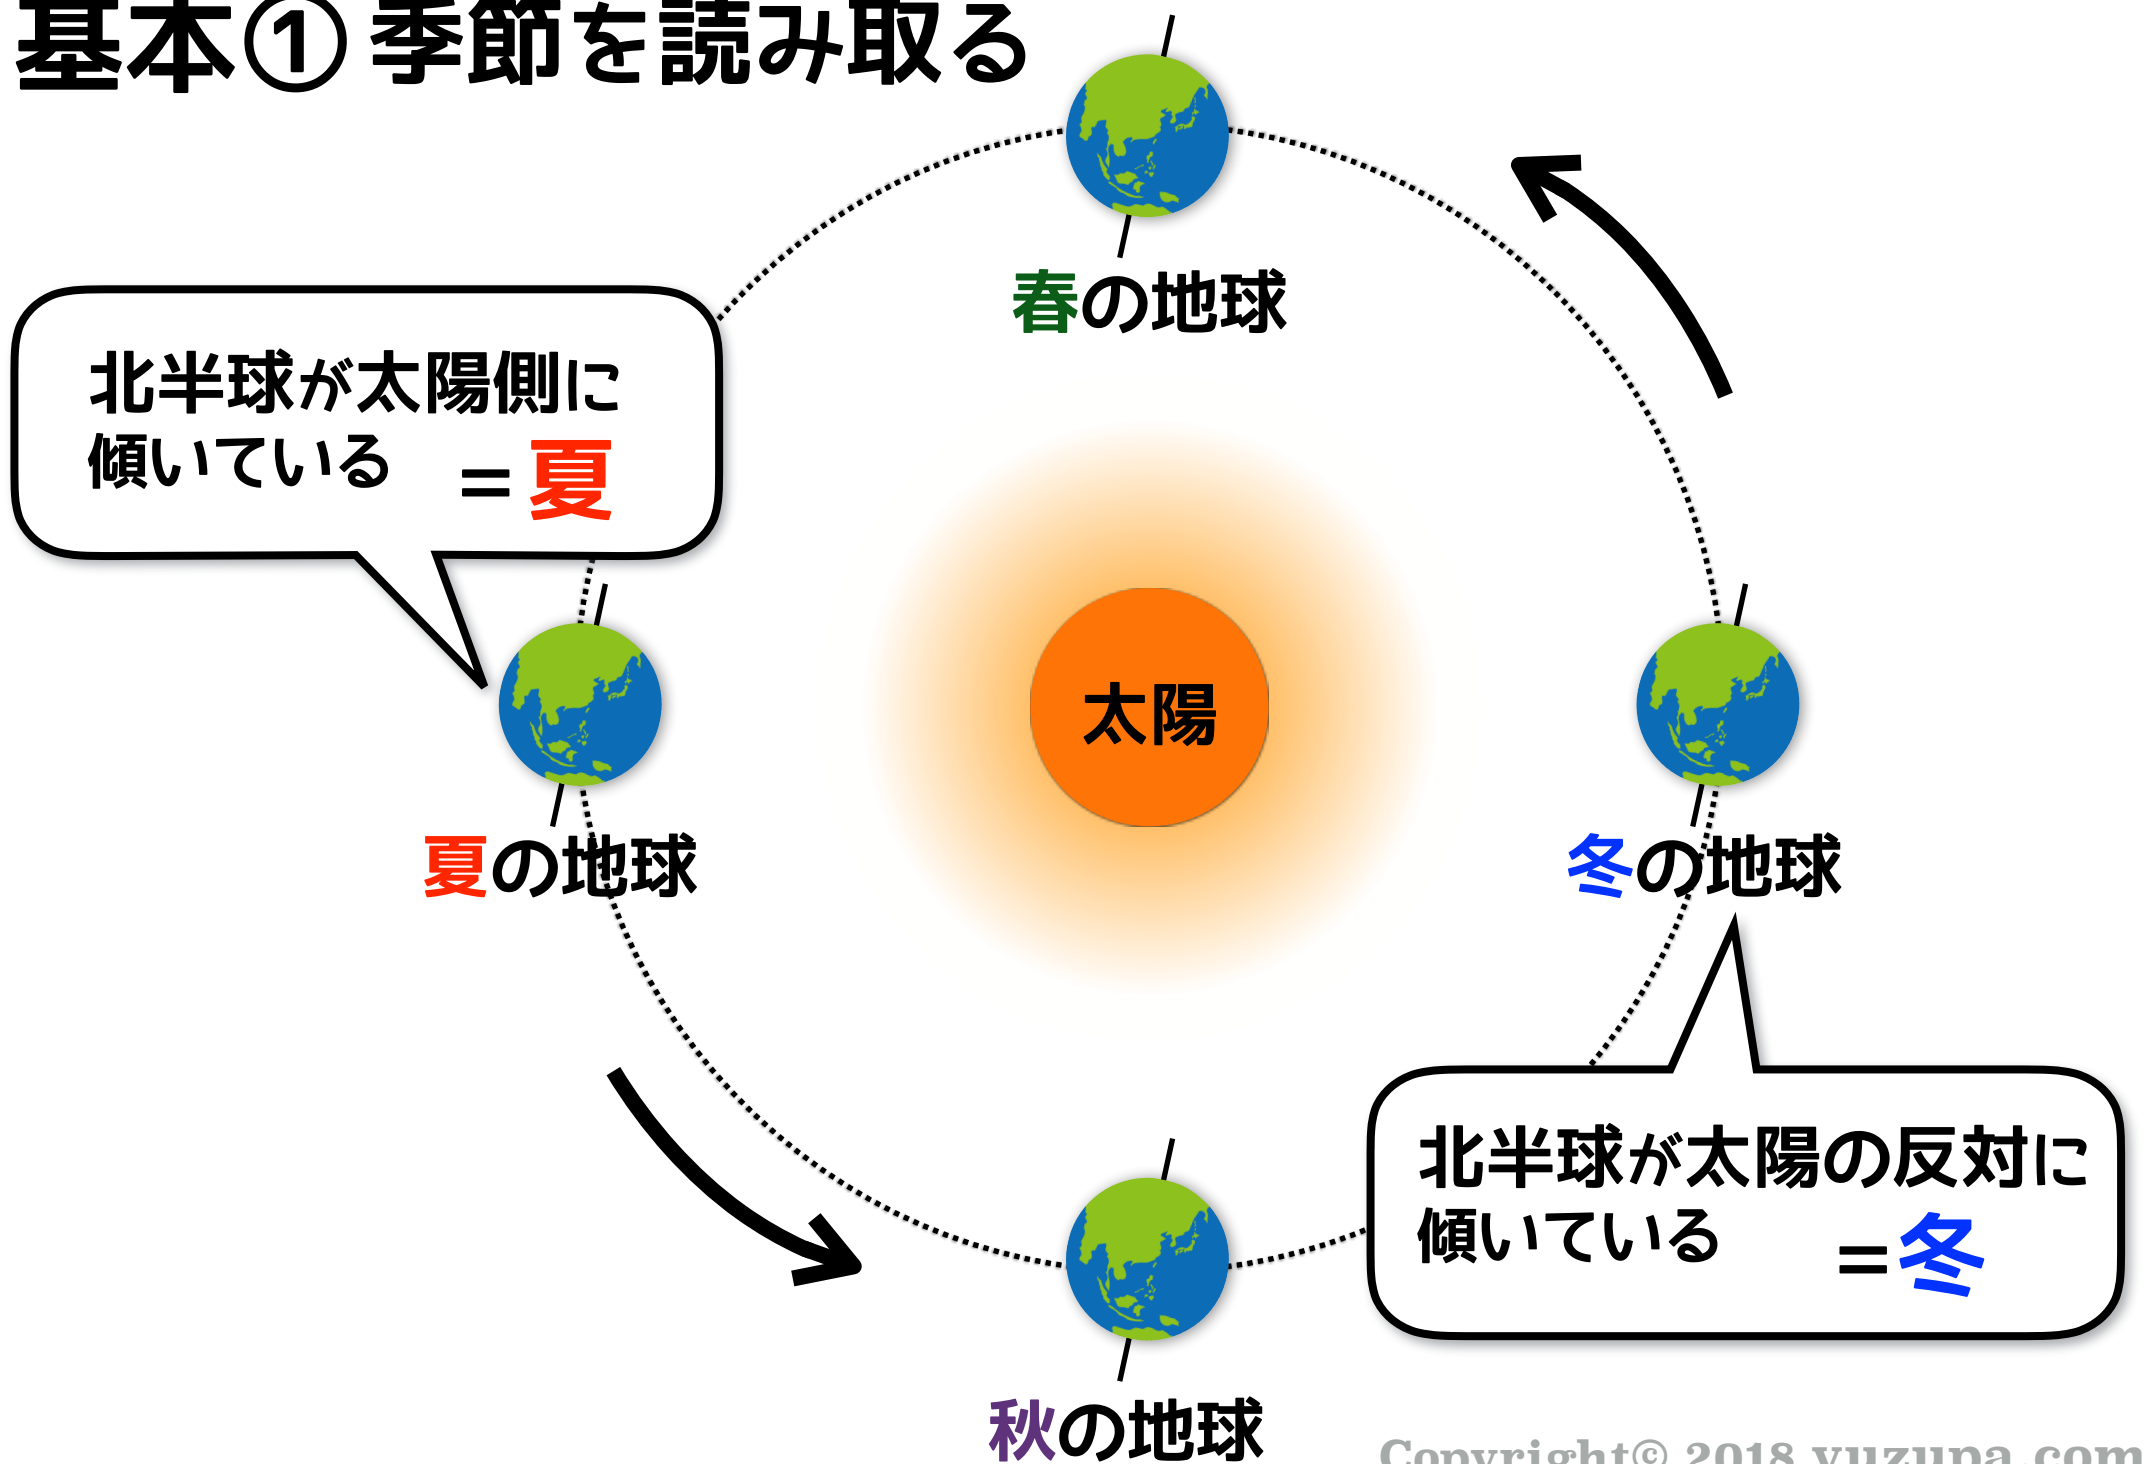 基本① 季節を読み取る
春の地球
北半球が太陽側に
傾いている =夏
太陽
夏の地球
冬の地球
北半球が太陽の反対に
傾いている =冬
秋の地球
Copyright© 2018 yuzupa.com